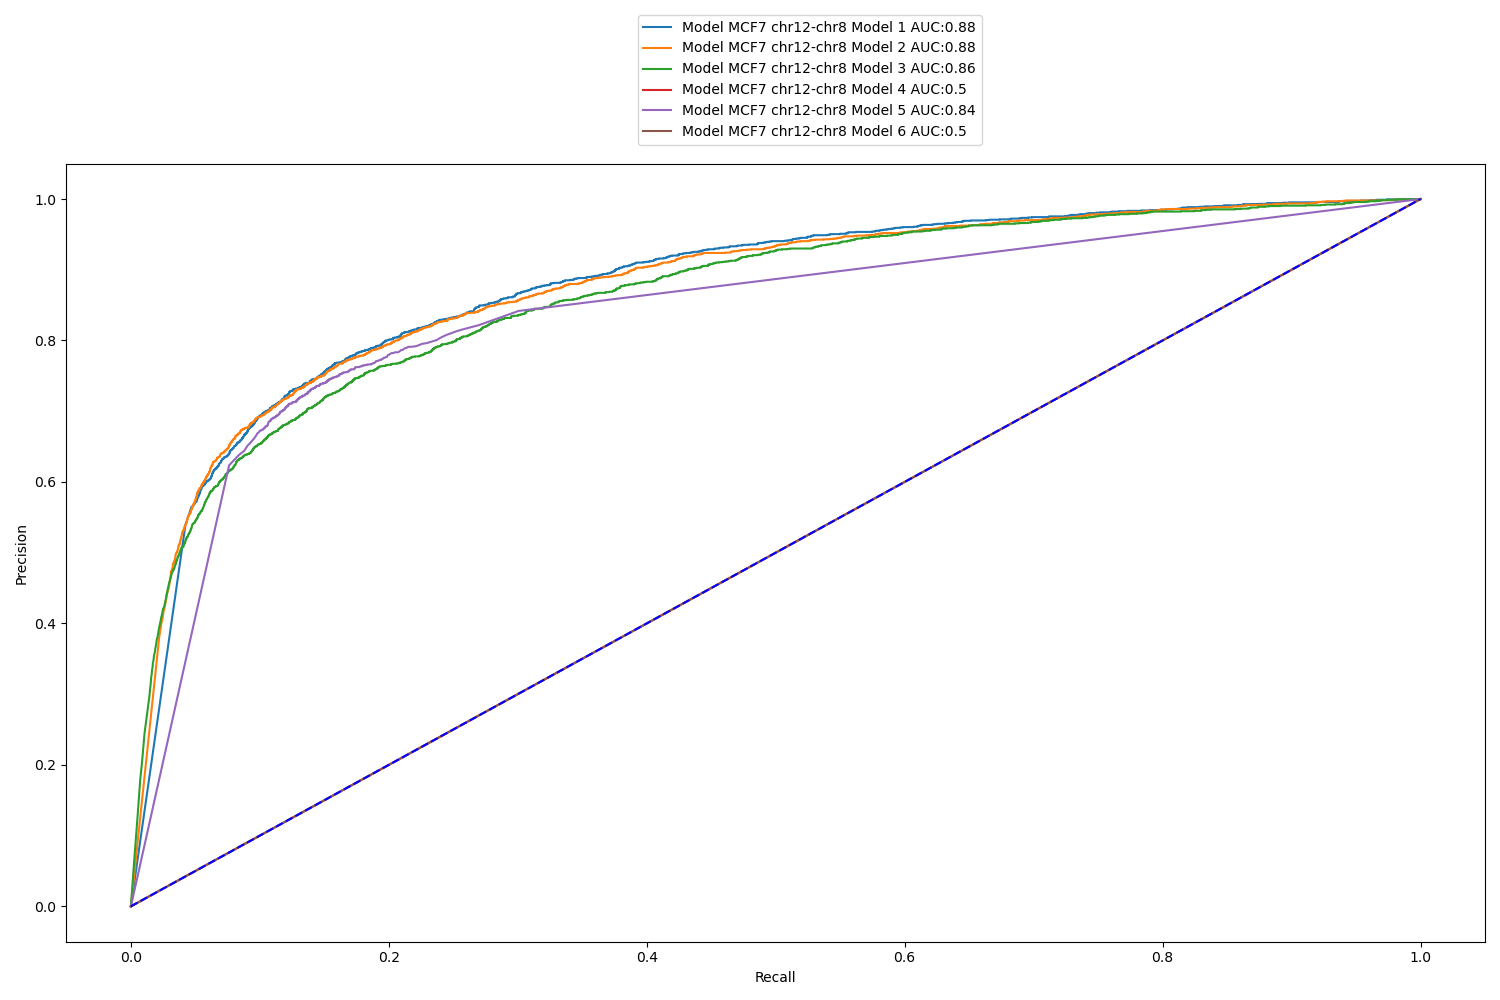 Model MCF7 chr12-chr8 Model 1 AUC:0.88
Model MCF7 chr12-chr8 Model 2 AUC:0.88
Model MCF7 chr12-chr8 Model 3 AUC:0.86
Model MCF7 chr12-chr8 Model 4 AUC:0.5
Model MCF7 chr12-chr8 Model 5 AUC:0.84
Model MCF7 chr12-chr8 Model 6 AUC:0.5
1.0
0.8
0.6
0.4
0.2
0.0
Precision
0.0 0.2 0.4 0.6 0.8 1.0
Recall